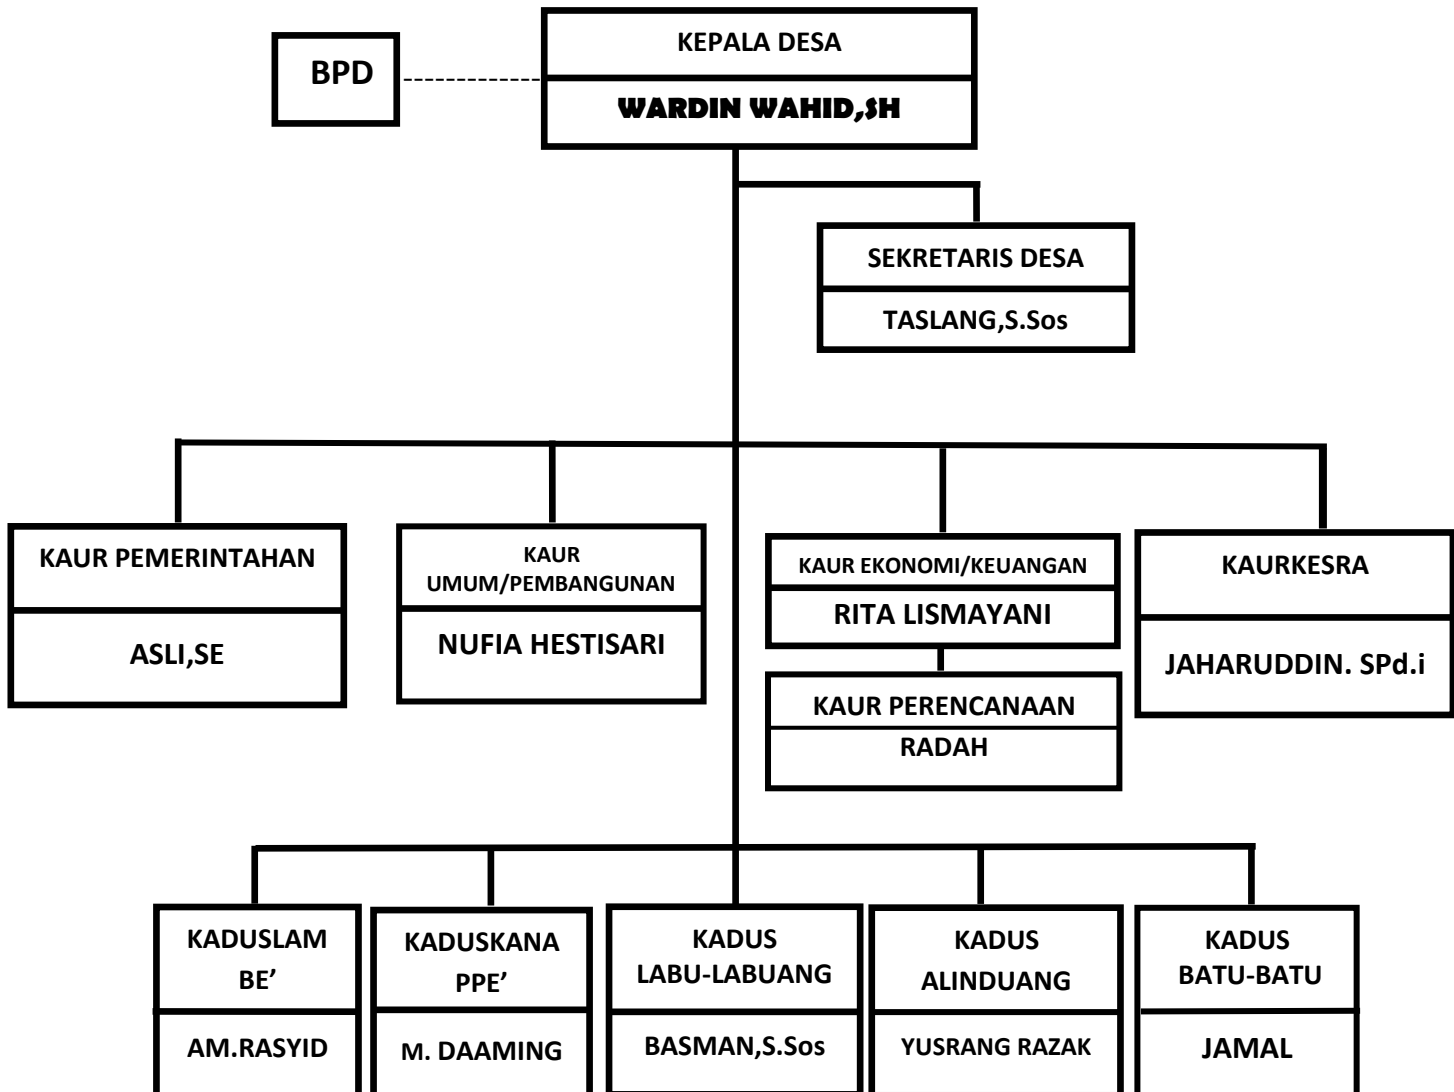 BPD
KEPALA DESA
WARDIN WAHID,SH
SEKRETARIS DESA
TASLANG,S.Sos
KAUR PEMERINTAHAN
ASLI,SE
KAUR
UMUM/PEMBANGUNAN
NUFIA HESTISARI
KAUR EKONOMI/KEUANGAN
RITA LISMAYANI
KAUR PERENCANAAN
RADAH
KAURKESRA
JAHARUDDIN. SPd.i
KADUSLAM
BE’
AM.RASYID
KADUSKANA
PPE’
M. DAAMING
KADUS
LABU-LABUANG
BASMAN,S.Sos
KADUS
ALINDUANG
YUSRANG RAZAK
KADUS
BATU-BATU
JAMAL